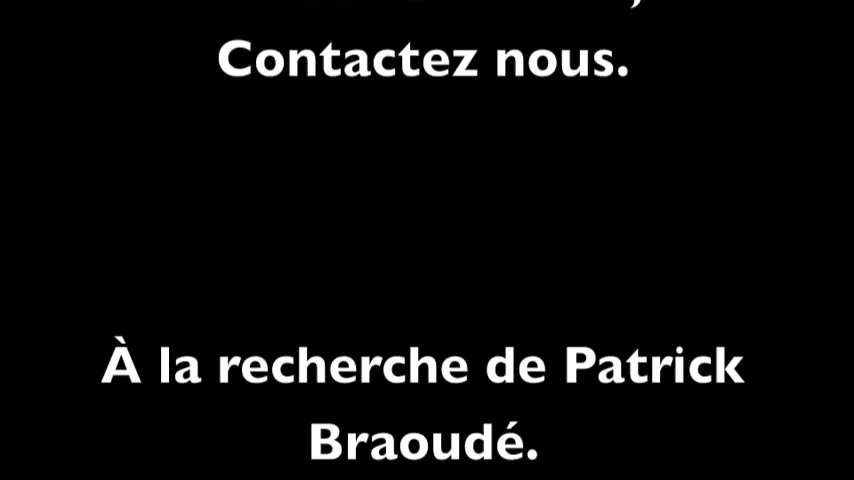 Contactez nous.
À la recherche de Patrick
Braoudé.